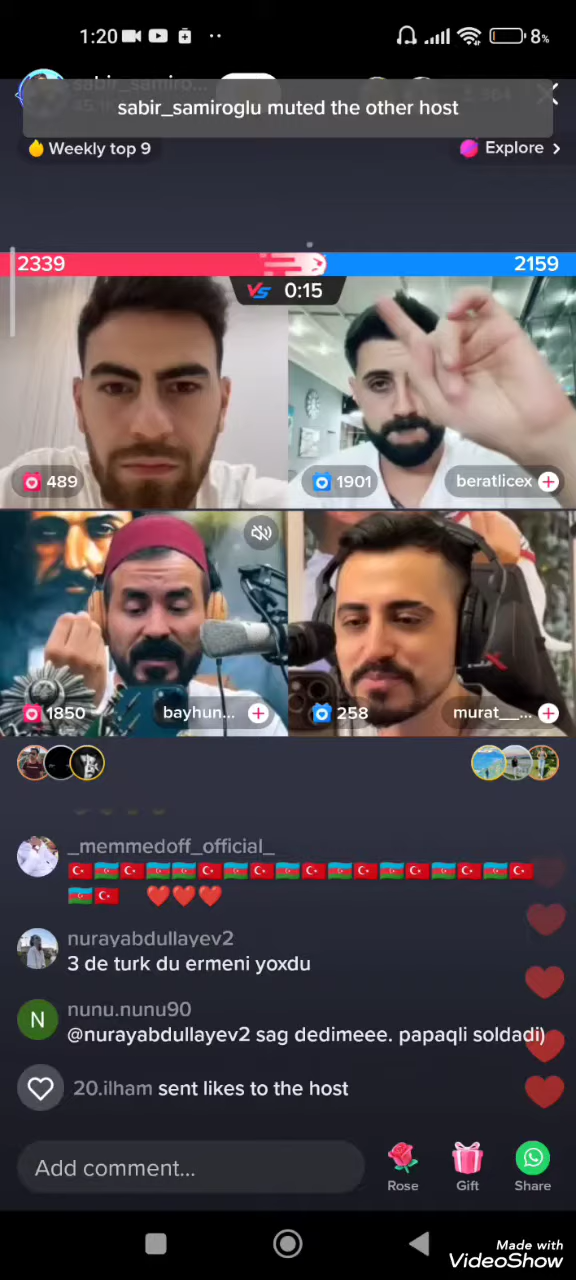 1:20
8%
sabir_samiroglu muted the other host
Weekly top 9
Explore >
2339
2159
VS 0:15
489
1901
beratlicex +
1850
bayhun... +
258
murat__... +
_memmedoff_official_
🇹🇷🇦🇿🇹🇷🇦🇿🇦🇿🇹🇷🇦🇿🇹🇷🇦🇿🇹🇷🇦🇿🇹🇷🇦🇿🇹🇷🇦🇿🇹🇷🇦🇿🇹🇷
🇦🇿🇹🇷 ❤️❤️❤️
nurayabdullayev2
3 de turk du ermeni yoxdu
N
nunu.nunu90
@nurayabdullayev2 sag dedimeee. papaqli soldadi)
20.ilham sent likes to the host
Add comment...
Rose
Gift
Share
Made with
VideoShow